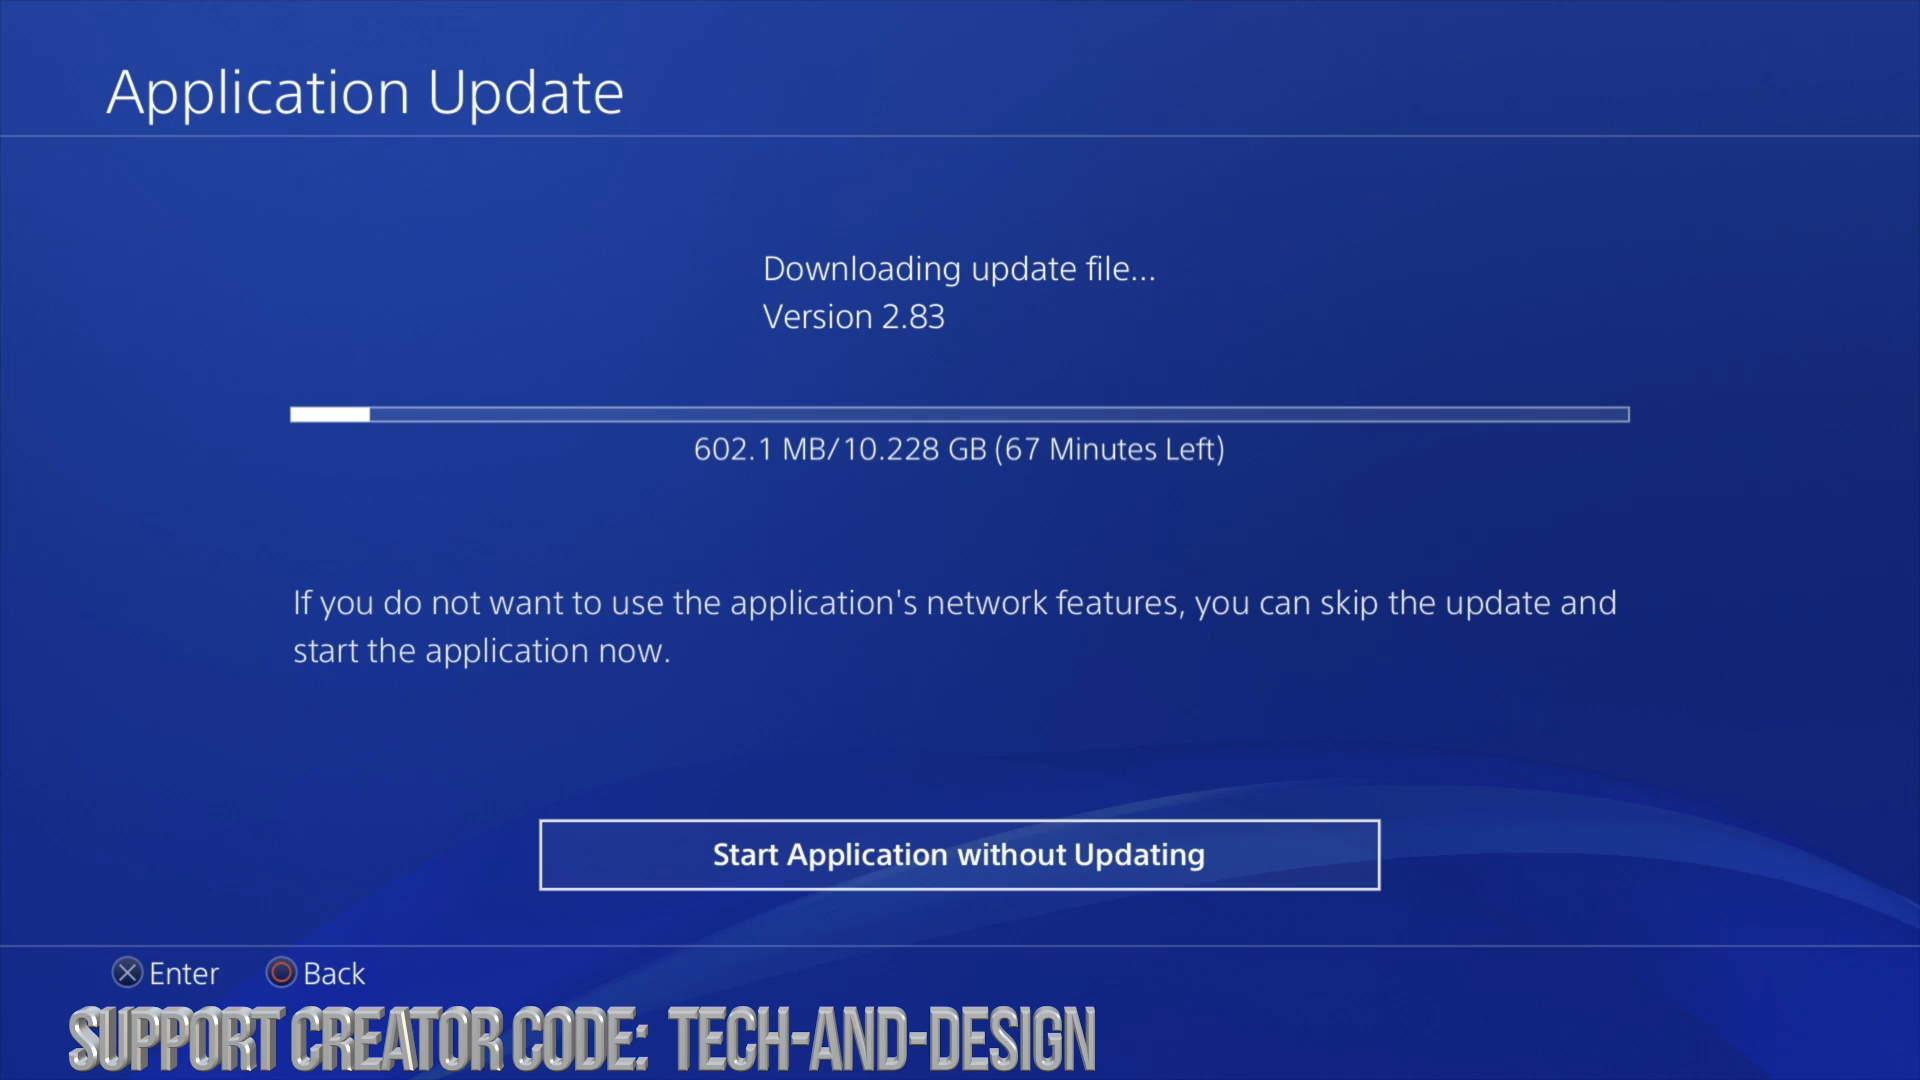 Application Update
Downloading update file...
Version 2.83
602.1 MB/10.228 GB (67 Minutes Left)
If you do not want to use the application's network features, you can skip the update and
start the application now.
Start Application without Updating
Enter Back
SUPPORT CREATOR CODE: TECH-AND-DESIGN